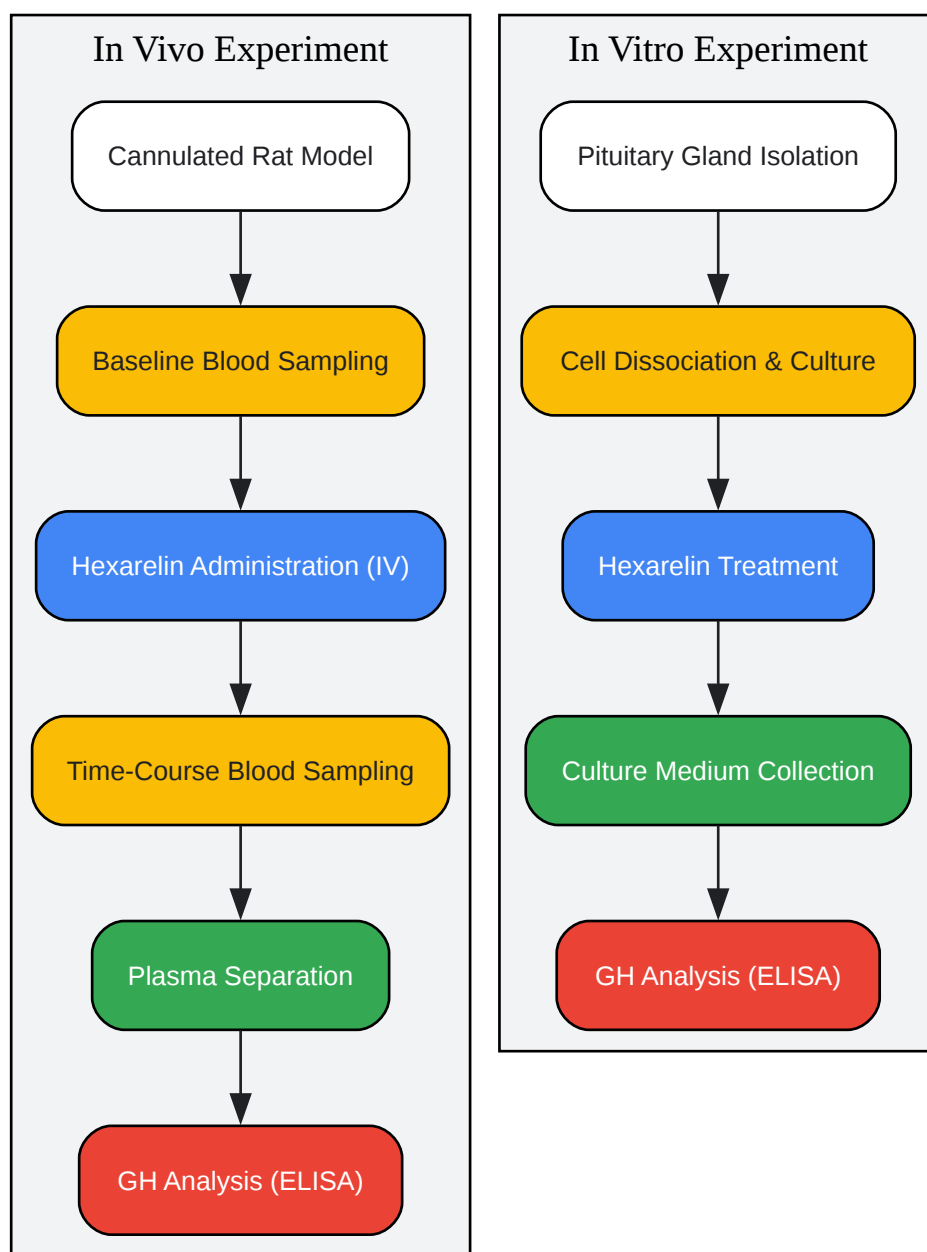 In Vivo Experiment
Cannulated Rat Model
Baseline Blood Sampling
Hexarelin Administration (IV)
Time-Course Blood Sampling
Plasma Separation
GH Analysis (ELISA)
In Vitro Experiment
Pituitary Gland Isolation
Cell Dissociation & Culture
Hexarelin Treatment
Culture Medium Collection
GH Analysis (ELISA)